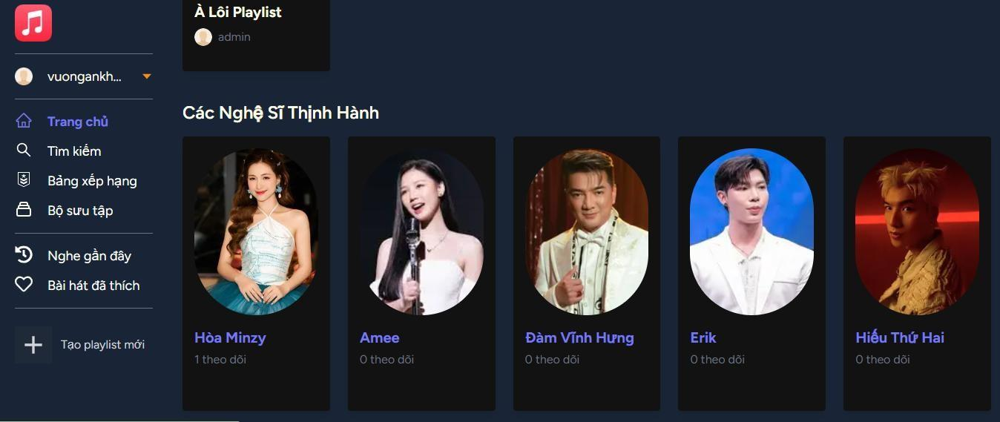 À Lôi Playlist
admin
vuongankh...
Trang chủ
Tìm kiếm
Bảng xếp hạng
Bộ sưu tập
Nghe gần đây
Bài hát đã thích
Tạo playlist mới
Các Nghệ Sĩ Thịnh Hành
Hòa Minzy
1 theo dõi
Amee
0 theo dõi
Đàm Vĩnh Hưng
0 theo dõi
Erik
0 theo dõi
Hiếu Thứ Hai
0 theo dõi